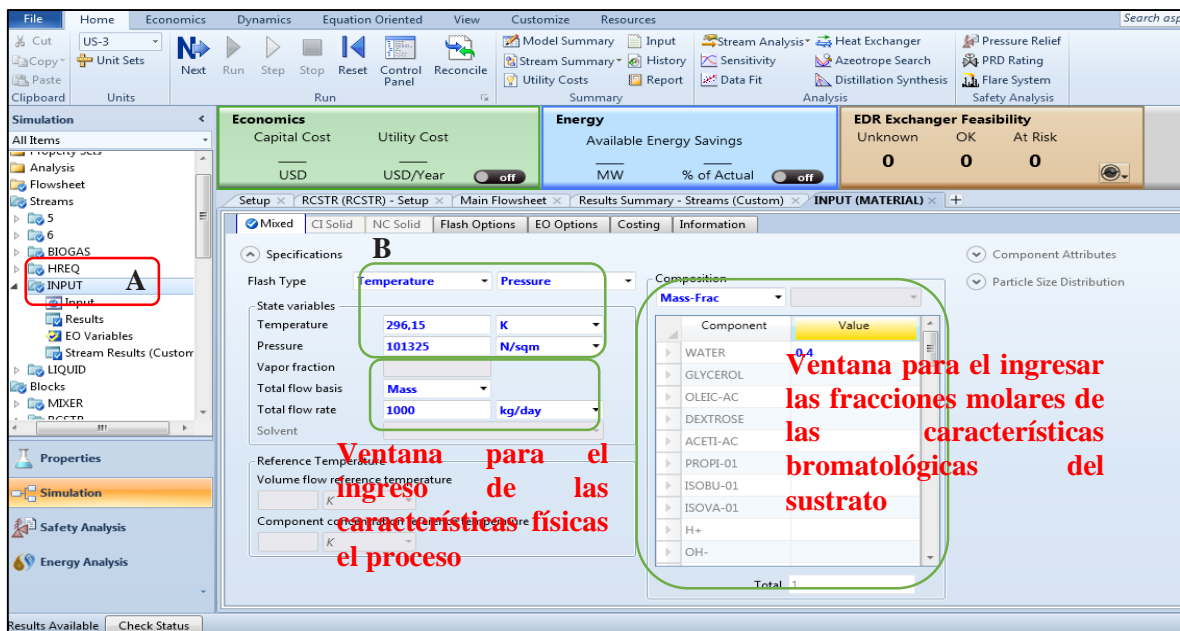 File Home Economics Dynamics Equation Oriented View Customize Resources Search asp
Cut US-3 Model Summary Input Stream Analysis Heat Exchanger Pressure Relief
Copy Unit Sets Next Run Step Stop Reset Control Panel Reconcile Stream Summary History Sensitivity Azeotrope Search PRD Rating
Paste Utility Costs Report Data Fit Distillation Synthesis Flare System
Clipboard Units Run Summary Analysis Safety Analysis
Simulation < Economics Energy EDR Exchanger Feasibility
All Items Capital Cost Utility Cost Available Energy Savings Unknown OK At Risk
USD USD/Year off MW % of Actual off 0 0 0
Property Sets
Analysis
Flowsheet
Streams
5
6
BIOGAS
HREQ
INPUT A
Input
Results
EO Variables
Stream Results (Custom
LIQUID
Blocks
MIXER
RCSTR
Properties
Simulation
Safety Analysis
Energy Analysis
Setup RCSTR (RCSTR) - Setup Main Flowsheet Results Summary - Streams (Custom) INPUT (MATERIAL) +
Mixed CI Solid NC Solid Flash Options EO Options Costing Information
Specifications B
Flash Type Temperature Pressure
State variables
Temperature 296,15 K
Pressure 101325 N/sqm
Vapor fraction
Total flow basis Mass
Total flow rate 1000 kg/day
Solvent
Reference Temperature
Volume flow reference temperature
K
Component concentration reference temperature
K
Ventana para el
ingreso de las
características físicas
el proceso
Composition
Mass-Frac
Component Value
WATER 0,4
GLYCEROL
OLEIC-AC
DEXTROSE
ACETI-AC
PROPI-01
ISOBU-01
ISOVA-01
H+
OH-
Total 1
Ventana para el ingresar
las fracciones molares de
las características
bromatológicas del
sustrato
Component Attributes
Particle Size Distribution
Results Available Check Status